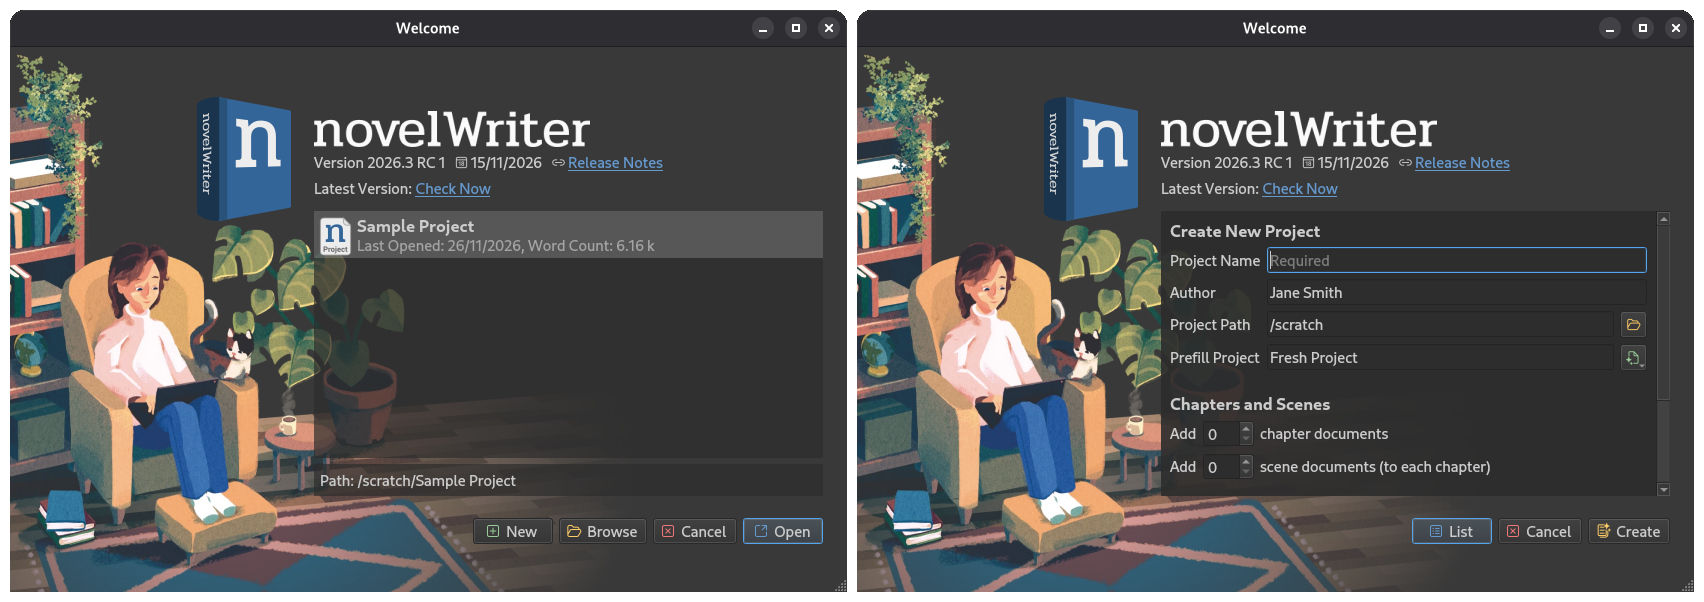 Welcome
novelWriter
n
novelWriter
Version 2026.3 RC 1 15/11/2026 Release Notes
Latest Version: Check Now
n
Project
Sample Project
Last Opened: 26/11/2026, Word Count: 6.16 k
Path: /scratch/Sample Project
New
Browse
Cancel
Open
Welcome
novelWriter
n
novelWriter
Version 2026.3 RC 1 15/11/2026 Release Notes
Latest Version: Check Now
Create New Project
Project Name Required
Author Jane Smith
Project Path /scratch
Prefill Project Fresh Project
Chapters and Scenes
Add 0 chapter documents
Add 0 scene documents (to each chapter)
List
Cancel
Create